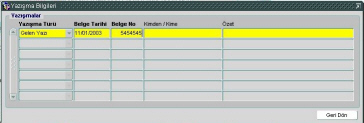 Yazışma Bilgileri
Yazışmalar
Yazışma Türü Belge Tarihi Belge No Kimden / Kime Özet
Gelen Yazı 11/01/2003 5454545
Geri Dön